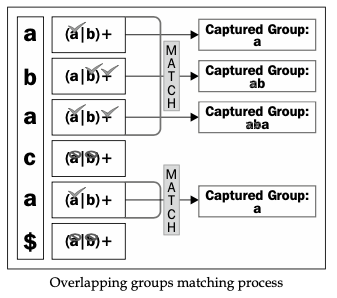 a (a|b)+ Captured Group:
a
b (a|b)+ Captured Group:
ab
a (a|b)+ Captured Group:
aba
MATCH
c (a|b)+
a (a|b)+ Captured Group:
a
MATCH
$ (a|b)+
Overlapping groups matching process